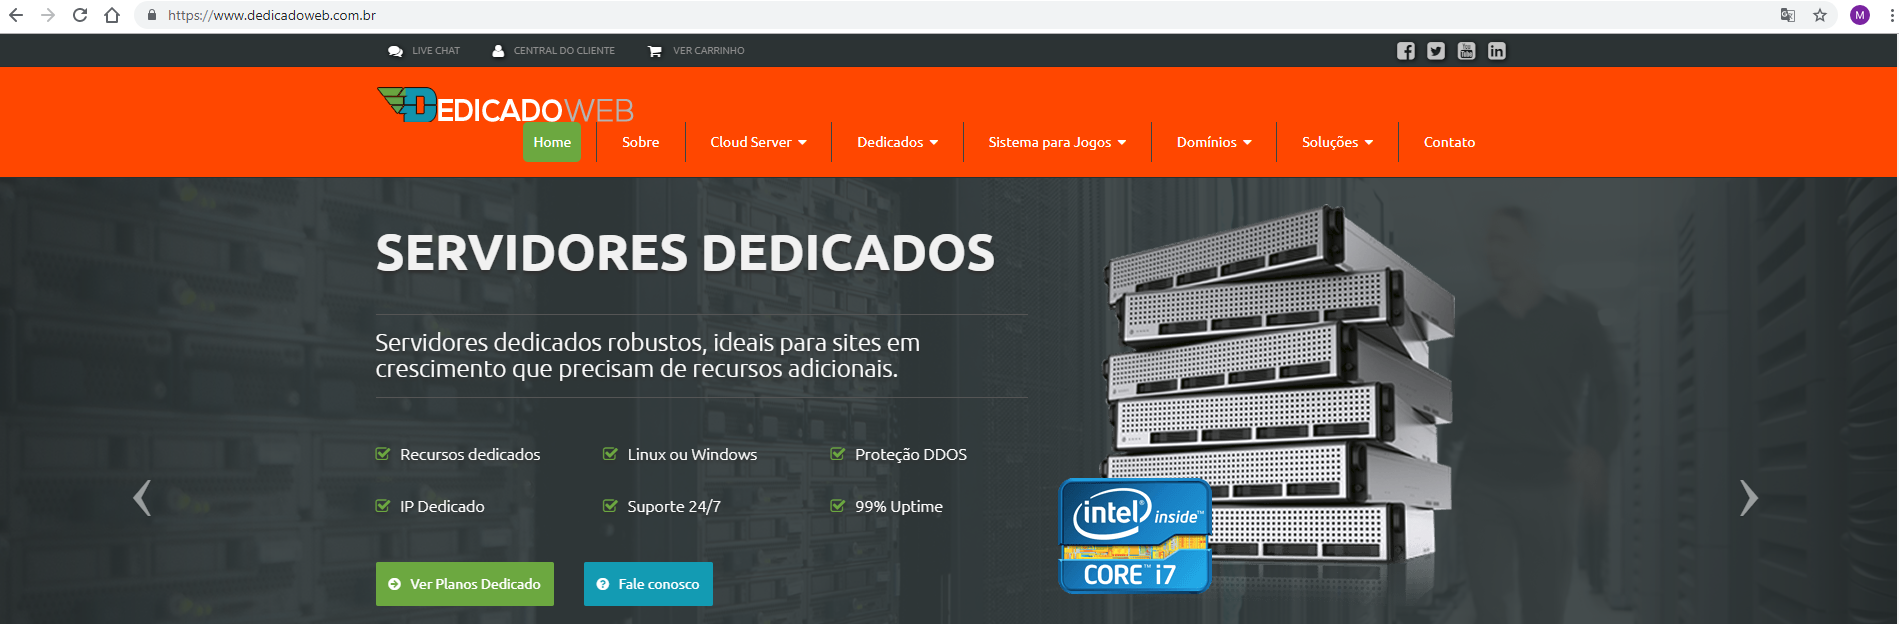 https://www.dedicadoweb.com.br
M
LIVE CHAT
CENTRAL DO CLIENTE
VER CARRINHO
DEDICADOWEB
Home
Sobre
Cloud Server
Dedicados
Sistema para Jogos
Domínios
Soluções
Contato
SERVIDORES DEDICADOS
Servidores dedicados robustos, ideais para sites em
crescimento que precisam de recursos adicionais.
Recursos dedicados
Linux ou Windows
Proteção DDOS
IP Dedicado
Suporte 24/7
99% Uptime
Ver Planos Dedicado
Fale conosco
intel® inside™
CORE™ i7